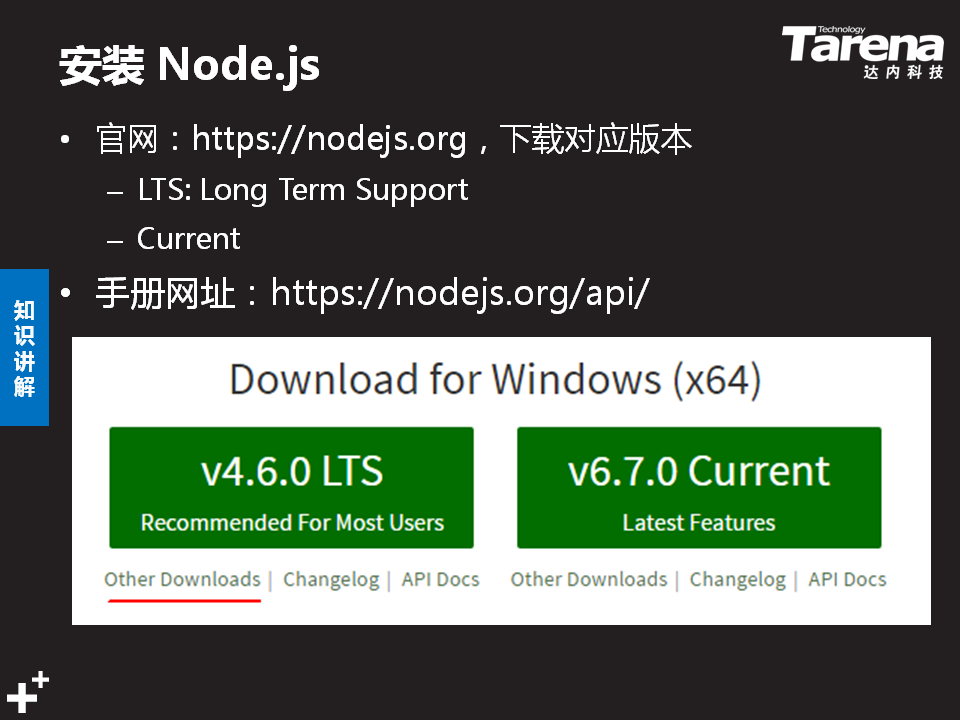 安装 Node.js
Technology
Tarena
达内科技
• 官网：https://nodejs.org，下载对应版本
– LTS: Long Term Support
– Current
• 手册网址：https://nodejs.org/api/
知识讲解
Download for Windows (x64)
v4.6.0 LTS
Recommended For Most Users
v6.7.0 Current
Latest Features
Other Downloads | Changelog | API Docs
Other Downloads | Changelog | API Docs